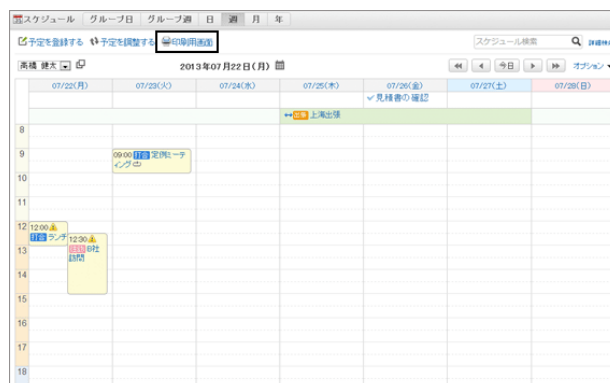 スケジュール グループ日 グループ週 日 週 月 年
予定を登録する 予定を調整する 印刷用画面 スケジュール検索
高橋 健太 2013年07月22日(月) 今日 オプション
07/22(月) 07/23(火) 07/24(水) 07/25(木) 07/26(金) 07/27(土) 07/28(日)
✓見積書の確認
出張 上海出張
8
9 09:00 打合 定例ミーティング
10
11
12 12:00 打合 ランチ 12:30
13 B社
14 訪問
15
16
17
18